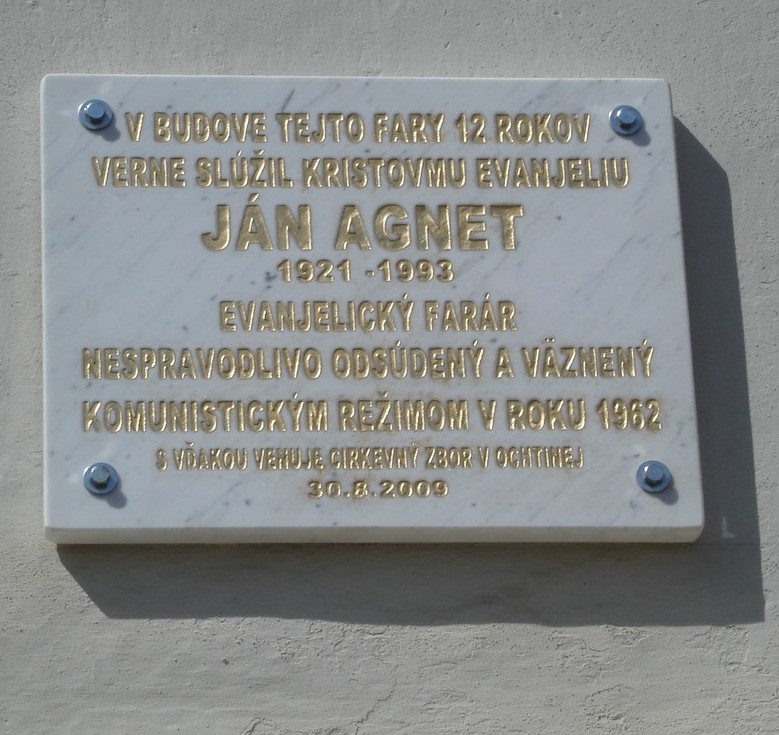 V BUDOVE TEJTO FARY 12 ROKOV
VERNE SLÚŽIL KRISTOVMU EVANJELIU
JÁN AGNET
1921 -1993
EVANJELICKÝ FARÁR
NESPRAVODLIVO ODSÚDENÝ A VÄZNENÝ
KOMUNISTICKÝM REŽIMOM V ROKU 1962
S VĎAKOU VENUJE CIRKEVNÝ ZBOR V OCHTINEJ
30.8.2009